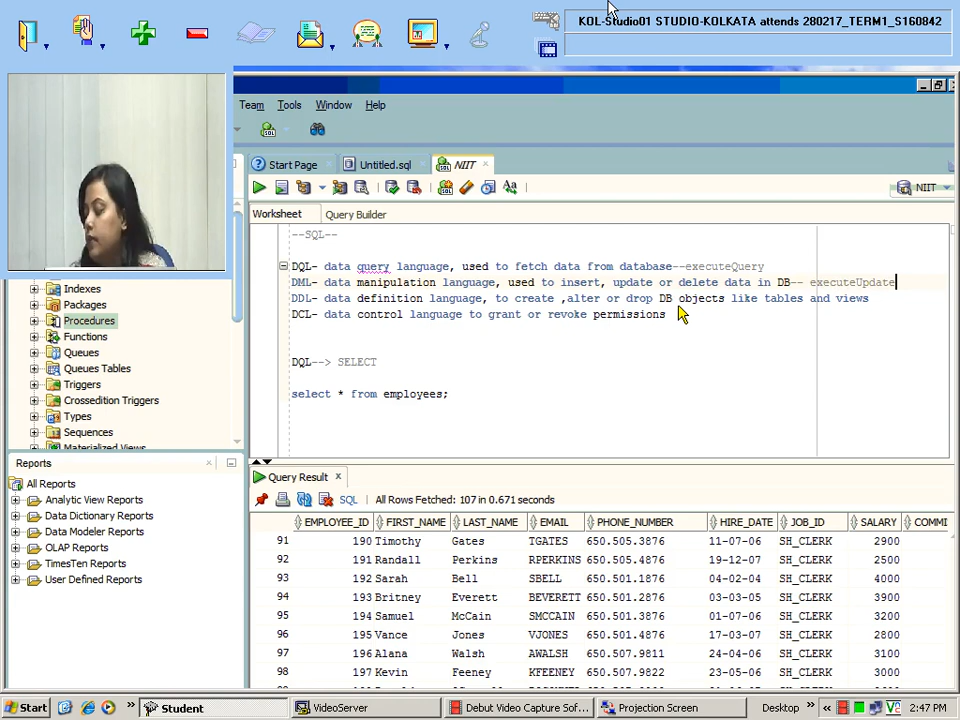 KOL-Studio01 STUDIO-KOLKATA attends 280217_TERM1_S160842
Team Tools Window Help
Start Page Untitled.sql NIIT
NIIT
Worksheet Query Builder
--SQL--
DQL- data query language, used to fetch data from database--executeQuery
DML- data manipulation language, used to insert, update or delete data in DB-- executeUpdate
DDL- data definition language, to create ,alter or drop DB objects like tables and views
DCL- data control language to grant or revoke permissions
DQL--> SELECT
select * from employees;
Indexes
Packages
Procedures
Functions
Queues
Queues Tables
Triggers
Crossedition Triggers
Types
Sequences
Materialized Views
Reports
All Reports
Analytic View Reports
Data Dictionary Reports
Data Modeler Reports
OLAP Reports
TimesTen Reports
User Defined Reports
Query Result
SQL All Rows Fetched: 107 in 0.671 seconds
EMPLOYEE_ID FIRST_NAME LAST_NAME EMAIL PHONE_NUMBER HIRE_DATE JOB_ID SALARY COMMI
91 190 Timothy Gates TGATES 650.505.3876 11-07-06 SH_CLERK 2900
92 191 Randall Perkins RPERKINS 650.505.4876 19-12-07 SH_CLERK 2500
93 192 Sarah Bell SBELL 650.501.1876 04-02-04 SH_CLERK 4000
94 193 Britney Everett BEVERETT 650.501.2876 03-03-05 SH_CLERK 3900
95 194 Samuel McCain SMCCAIN 650.501.3876 01-07-06 SH_CLERK 3200
96 195 Vance Jones VJONES 650.501.4876 17-03-07 SH_CLERK 2800
97 196 Alana Walsh AWALSH 650.507.9811 24-04-06 SH_CLERK 3100
98 197 Kevin Feeney KFEENEY 650.507.9822 23-05-06 SH_CLERK 3000
Start Student VideoServer Debut Video Capture Sof... Projection Screen Desktop 2:47 PM